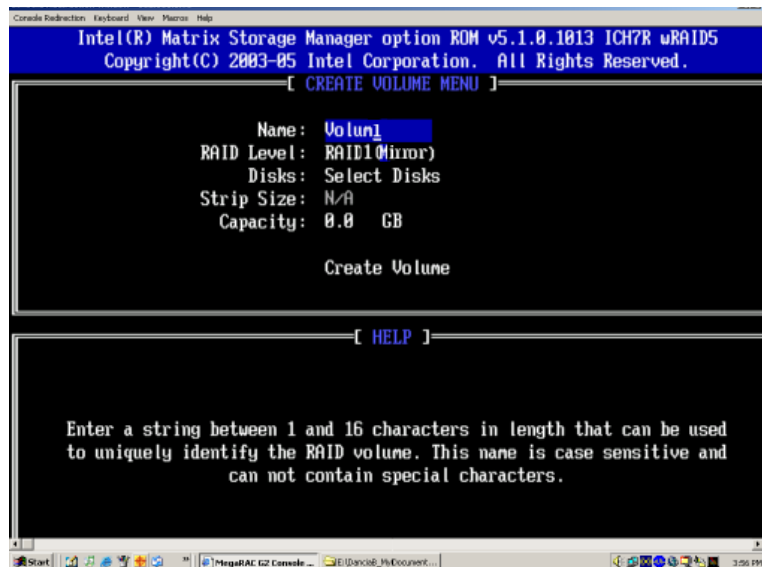 Console Redirection Keyboard View Macros Help
Intel(R) Matrix Storage Manager option ROM v5.1.0.1013 ICH7R wRAID5
Copyright(C) 2003-05 Intel Corporation. All Rights Reserved.
[ CREATE VOLUME MENU ]
Name: Volum1
RAID Level: RAID1(Mirror)
Disks: Select Disks
Strip Size: N/A
Capacity: 0.0 GB
Create Volume
[ HELP ]
Enter a string between 1 and 16 characters in length that can be used
to uniquely identify the RAID volume. This name is case sensitive and
can not contain special characters.
Start » MegaRAC G2 Console ... 3:56 PM